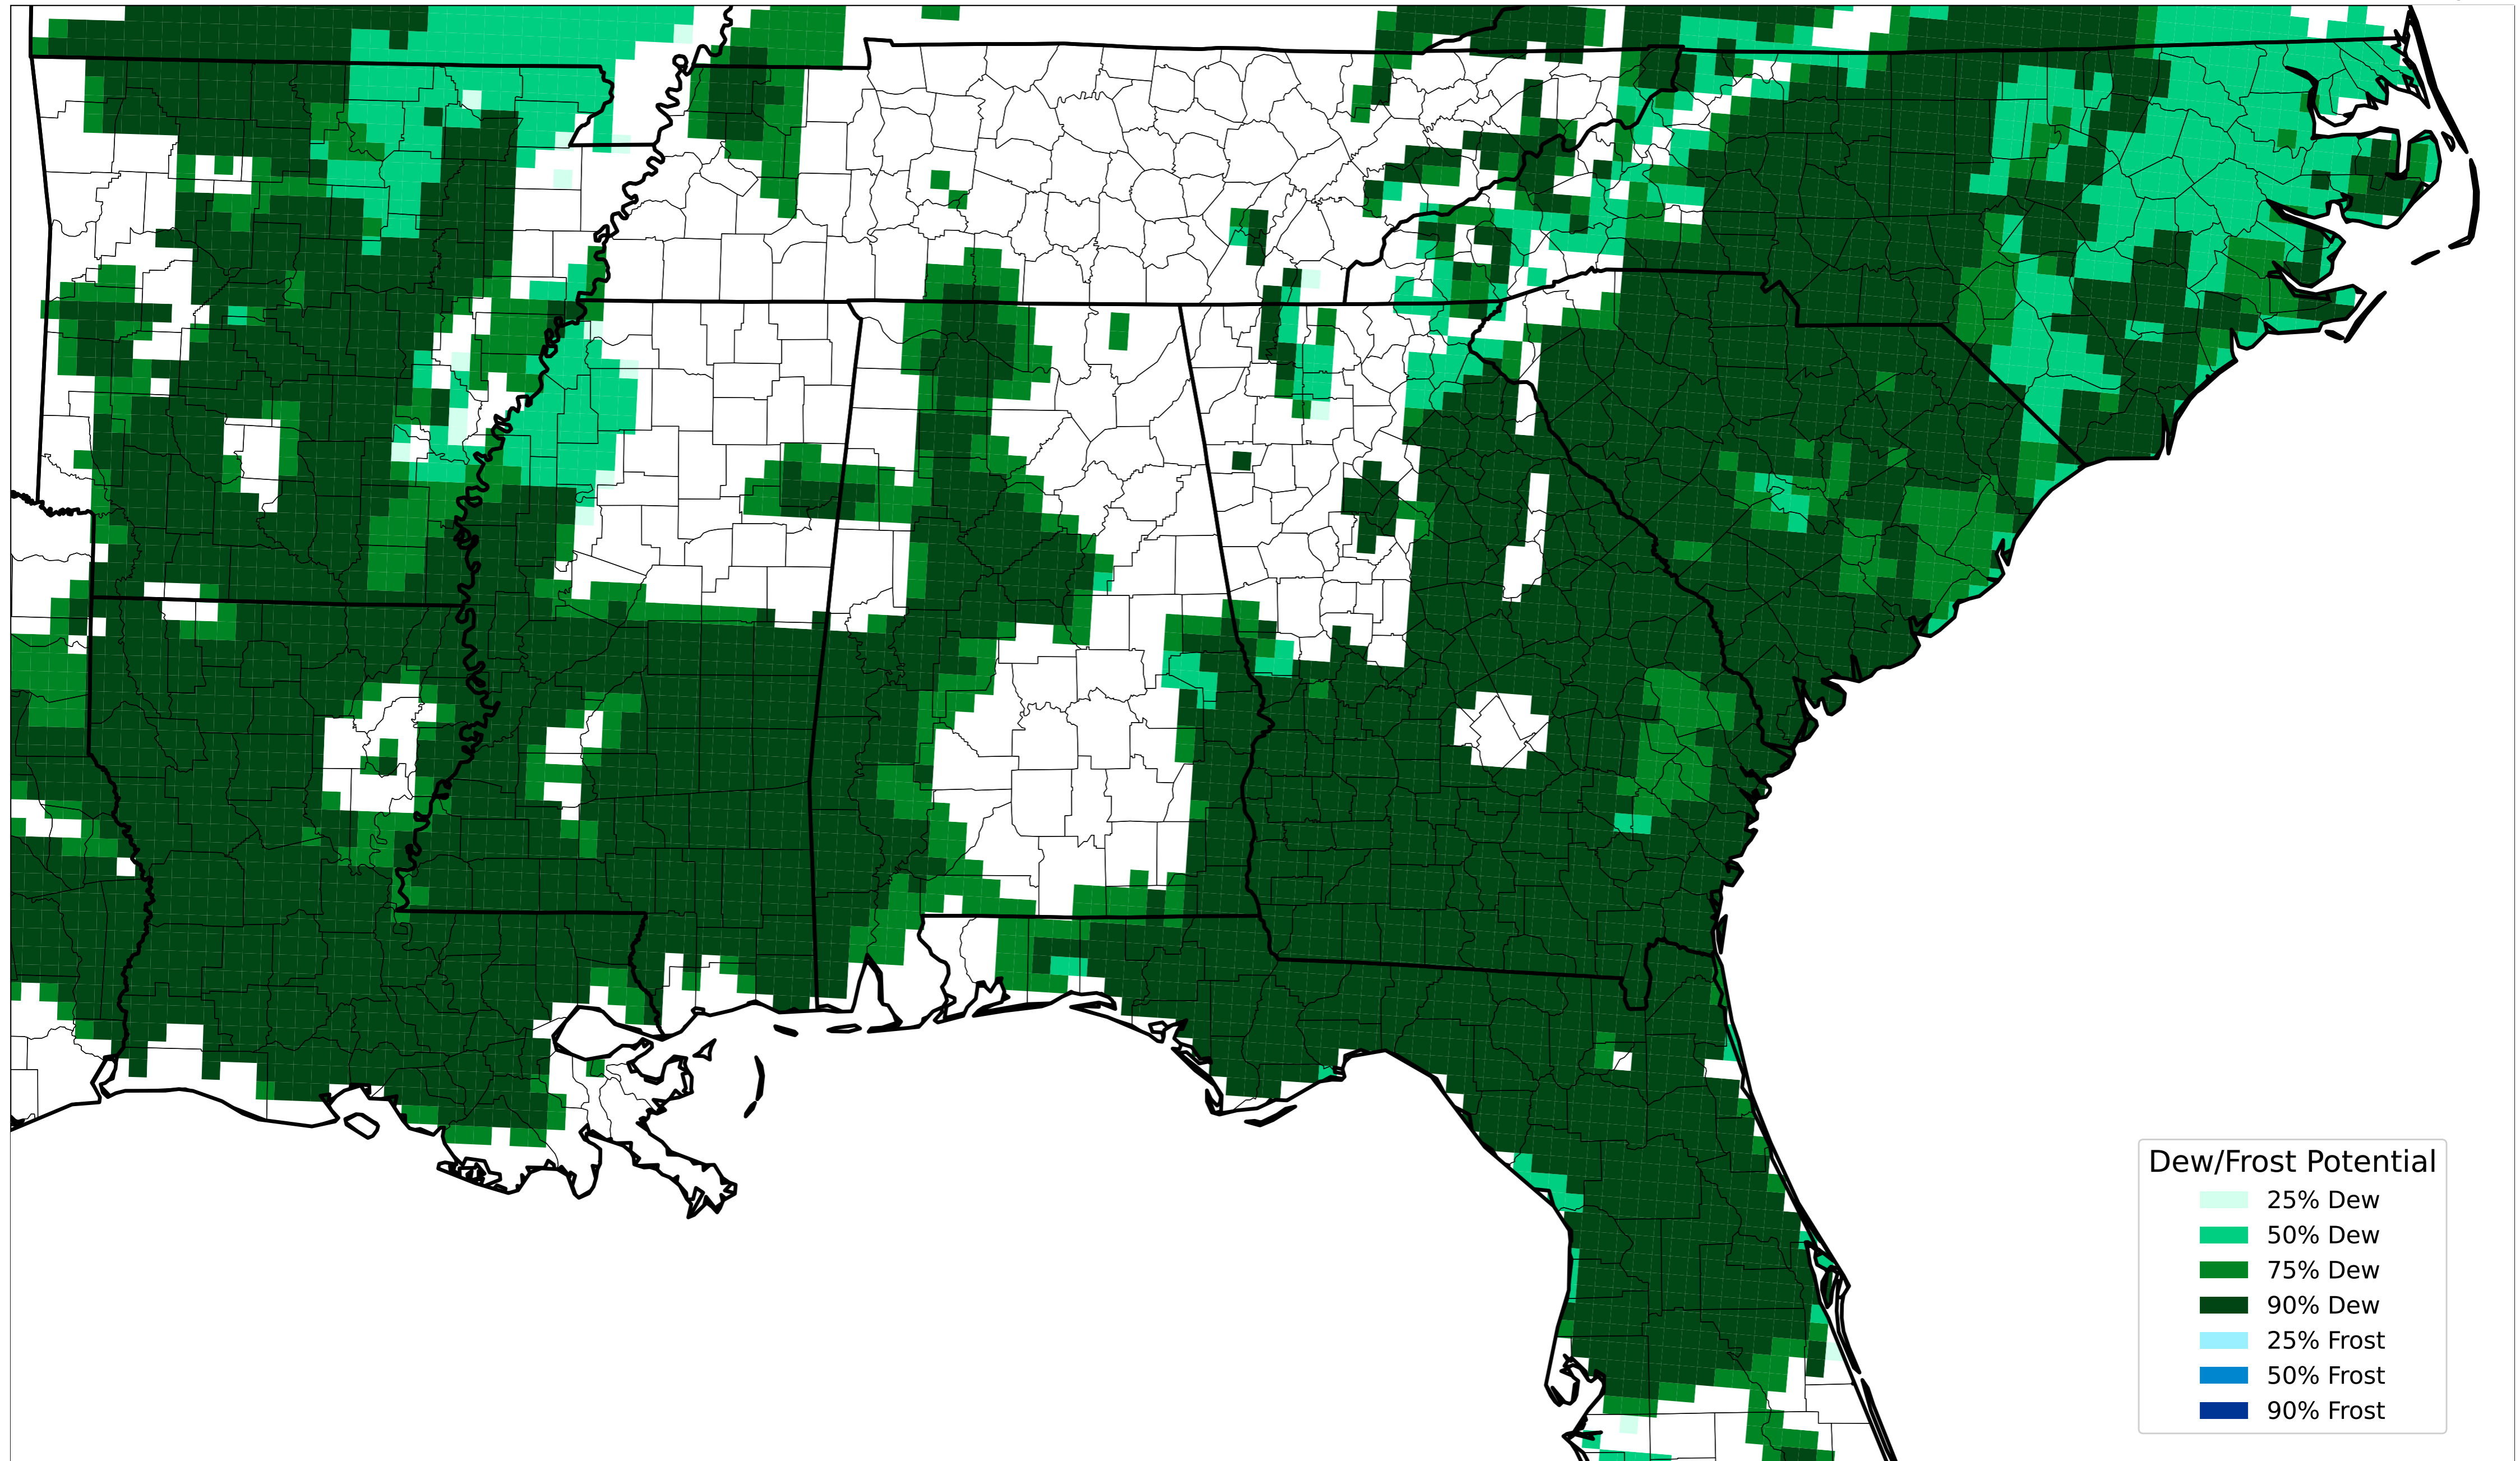 Dew/Frost Potential
25% Dew
50% Dew
75% Dew
90% Dew
25% Frost
50% Frost
90% Frost